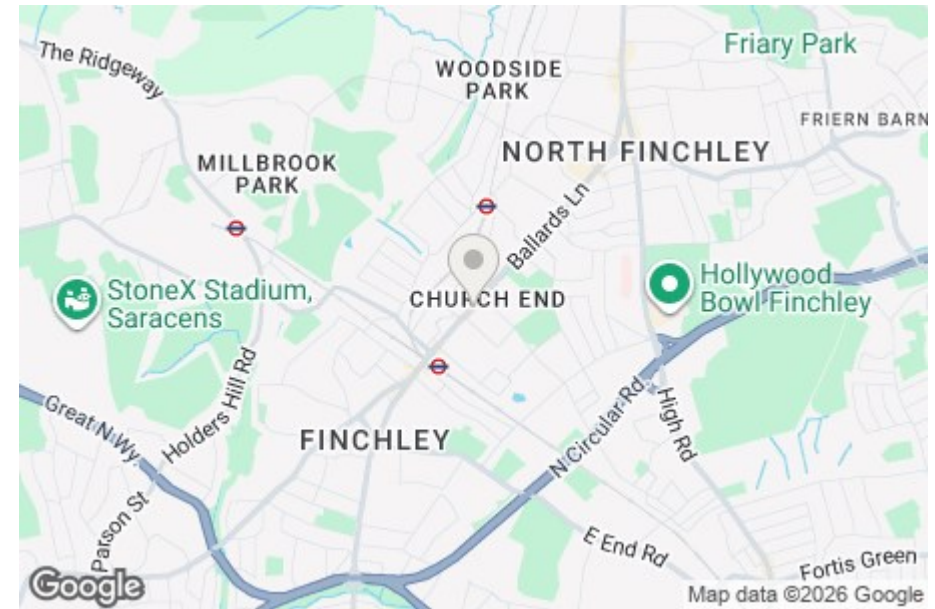 The Ridgeway
WOODSIDE
PARK
Friary Park
FRIERN BARN
NORTH FINCHLEY
MILLBROOK
PARK
Ballards Ln
StoneX Stadium,
Saracens
CHURCH END
Hollywood
Bowl Finchley
Holders Hill Rd
Great N Wy.
FINCHLEY
N Circular Rd
High Rd
Parson St
E End Rd
Fortis Green
Google
Map data ©2026 Google